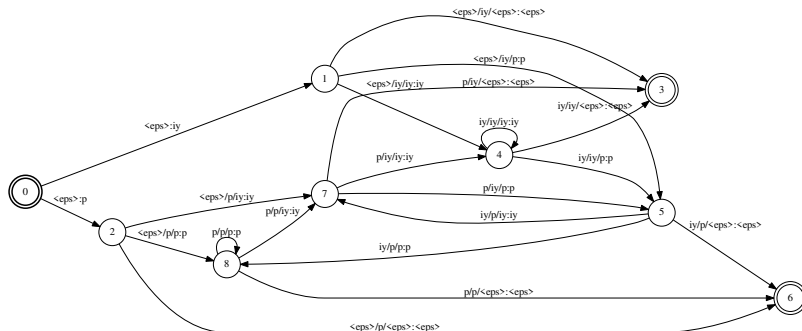 <eps>/iy/<eps>:<eps>
<eps>/iy/p:p
1
<eps>/iy/iy:iy
p/iy/<eps>:<eps>
3
<eps>:iy
iy/iy/iy:iy
iy/iy/<eps>:<eps>
4
p/iy/iy:iy
iy/iy/p:p
0
<eps>:p
<eps>/p/iy:iy
7
p/iy/p:p
5
p/p/iy:iy
iy/p/iy:iy
iy/p/<eps>:<eps>
2
<eps>/p/p:p
p/p/p:p
iy/p/p:p
8
p/p/<eps>:<eps>
6
<eps>/p/<eps>:<eps>